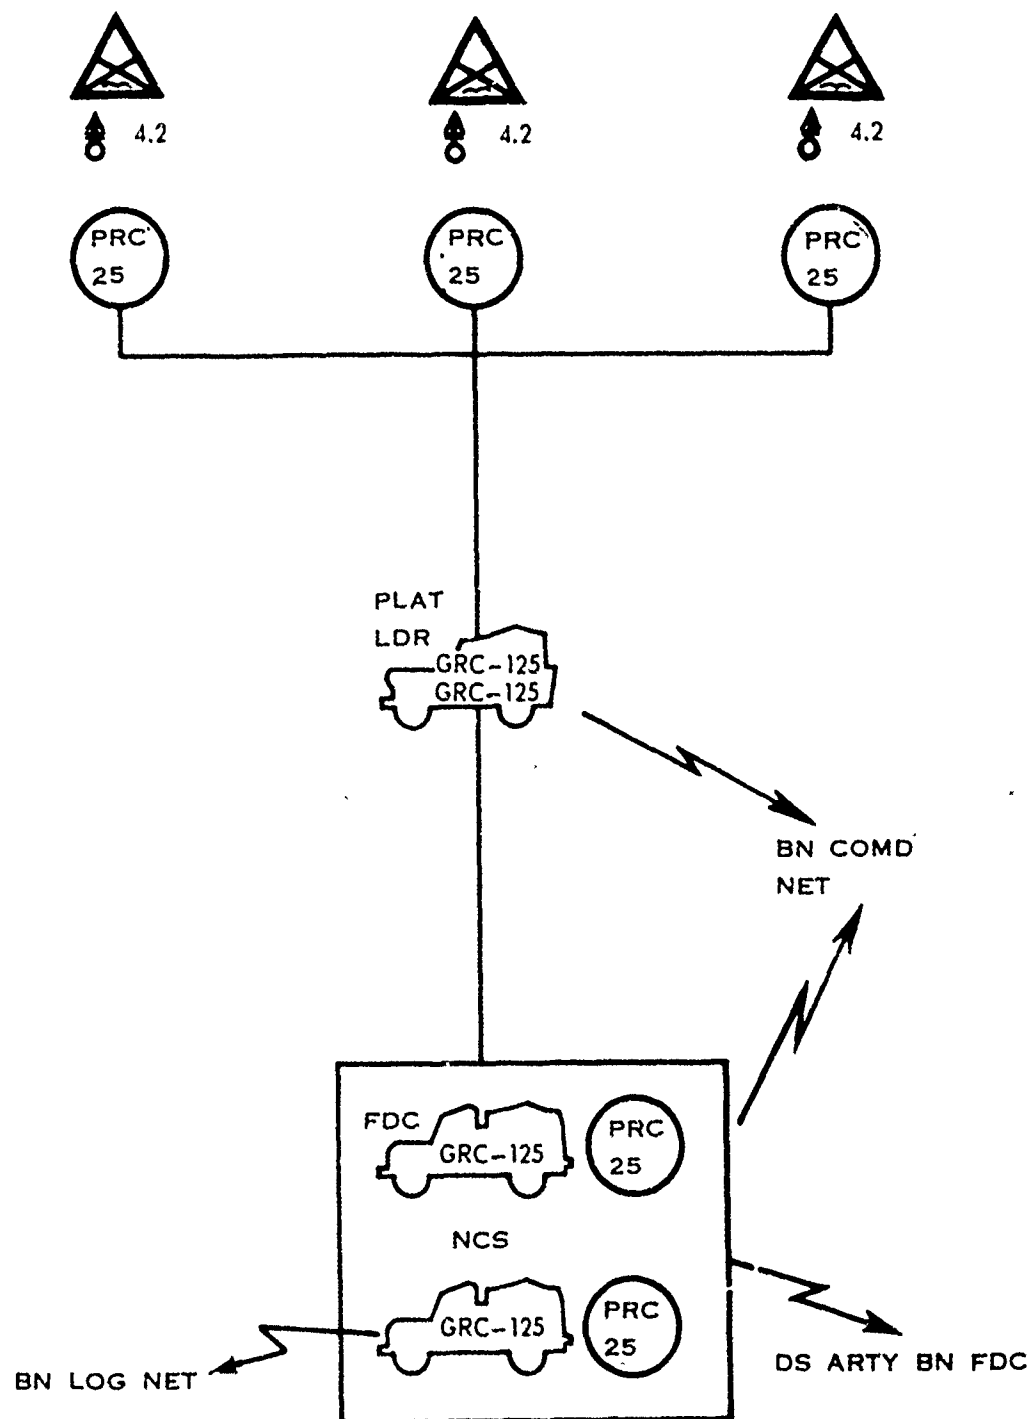 4.2
4.2
4.2
PRC
25
PRC
25
PRC
25
PLAT
LDR
GRC-125
GRC-125
BN COMD
NET
FDC
GRC-125
PRC
25
NCS
GRC-125
PRC
25
BN LOG NET
DS ARTY BN FDC